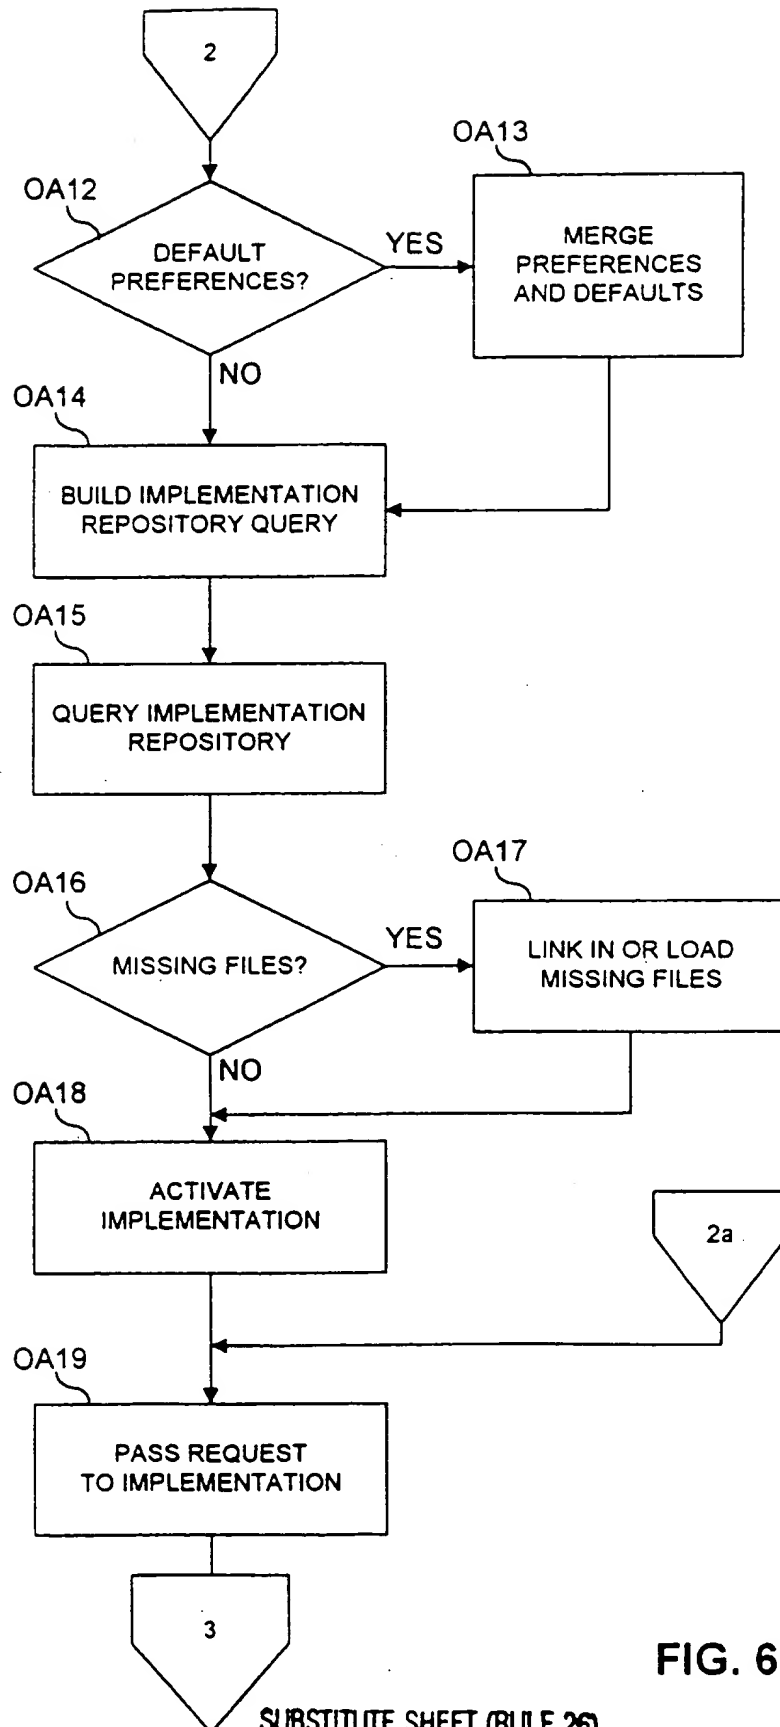 2
OA13
OA12
DEFAULT
PREFERENCES?
YES
MERGE
PREFERENCES
AND DEFAULTS
NO
OA14
BUILD IMPLEMENTATION
REPOSITORY QUERY
OA15
QUERY IMPLEMENTATION
REPOSITORY
OA17
OA16
MISSING FILES?
YES
LINK IN OR LOAD
MISSING FILES
NO
OA18
ACTIVATE
IMPLEMENTATION
2a
OA19
PASS REQUEST
TO IMPLEMENTATION
3
FIG. 6
SUBSTITUTE SHEET (RULE 26)